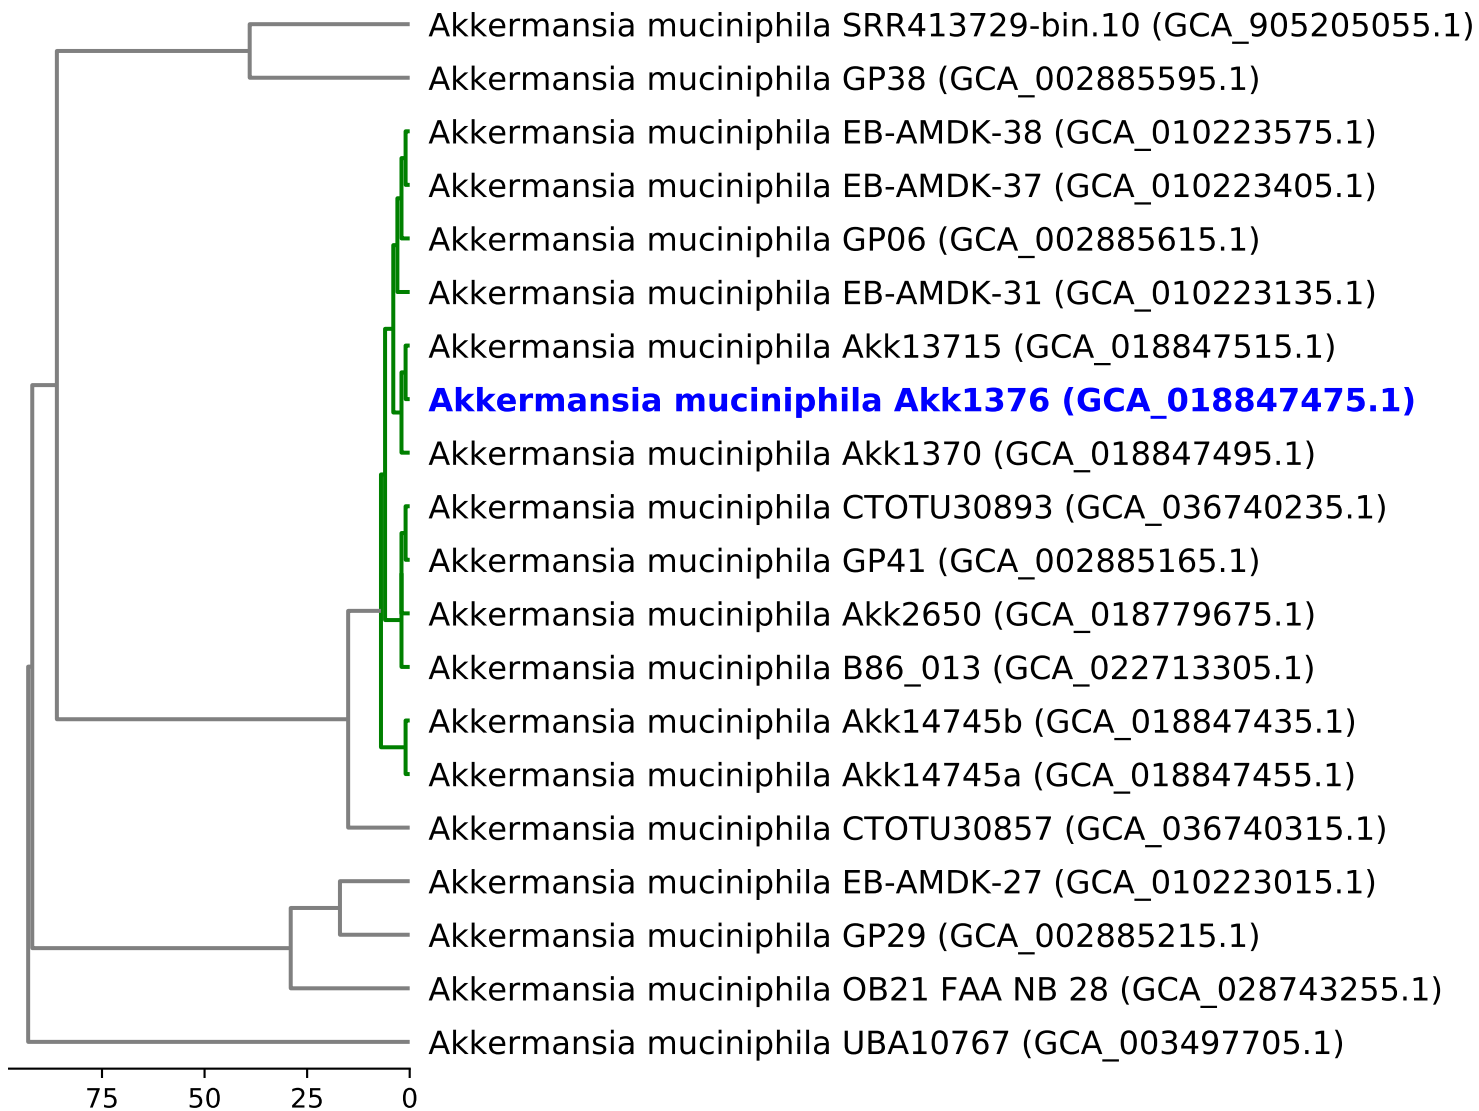 Akkermansia muciniphila SRR413729-bin.10 (GCA_905205055.1)
Akkermansia muciniphila GP38 (GCA_002885595.1)
Akkermansia muciniphila EB-AMDK-38 (GCA_010223575.1)
Akkermansia muciniphila EB-AMDK-37 (GCA_010223405.1)
Akkermansia muciniphila GP06 (GCA_002885615.1)
Akkermansia muciniphila EB-AMDK-31 (GCA_010223135.1)
Akkermansia muciniphila Akk13715 (GCA_018847515.1)
Akkermansia muciniphila Akk1376 (GCA_018847475.1)
Akkermansia muciniphila Akk1370 (GCA_018847495.1)
Akkermansia muciniphila CTOTU30893 (GCA_036740235.1)
Akkermansia muciniphila GP41 (GCA_002885165.1)
Akkermansia muciniphila Akk2650 (GCA_018779675.1)
Akkermansia muciniphila B86_013 (GCA_022713305.1)
Akkermansia muciniphila Akk14745b (GCA_018847435.1)
Akkermansia muciniphila Akk14745a (GCA_018847455.1)
Akkermansia muciniphila CTOTU30857 (GCA_036740315.1)
Akkermansia muciniphila EB-AMDK-27 (GCA_010223015.1)
Akkermansia muciniphila GP29 (GCA_002885215.1)
Akkermansia muciniphila OB21 FAA NB 28 (GCA_028743255.1)
Akkermansia muciniphila UBA10767 (GCA_003497705.1)
75 50 25 0